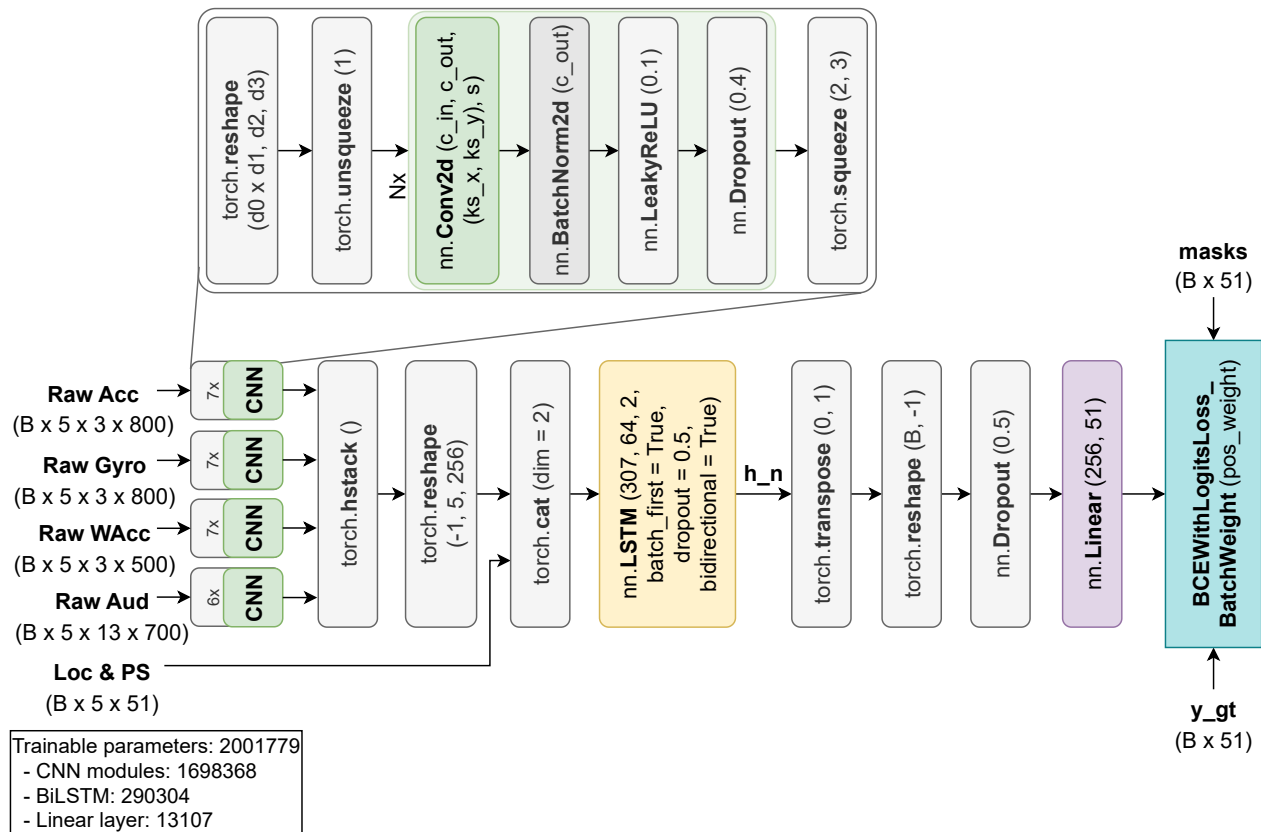 torch.reshape
(d0 x d1, d2, d3)
torch.unsqueeze (1)
Nx
nn.Conv2d (c_in, c_out,
(ks_x, ks_y), s)
nn.BatchNorm2d (c_out)
nn.LeakyReLU (0.1)
nn.Dropout (0.4)
torch.squeeze (2, 3)
masks
(B x 51)
Raw Acc
(B x 5 x 3 x 800)
7x
CNN
Raw Gyro
(B x 5 x 3 x 800)
7x
CNN
Raw WAcc
(B x 5 x 3 x 500)
7x
CNN
Raw Aud
(B x 5 x 13 x 700)
6x
CNN
Loc & PS
(B x 5 x 51)
torch.hstack ()
torch.reshape
(-1, 5, 256)
torch.cat (dim = 2)
nn.LSTM (307, 64, 2,
batch_first = True,
dropout = 0.5,
bidirectional = True)
h_n
torch.transpose (0, 1)
torch.reshape (B, -1)
nn.Dropout (0.5)
nn.Linear (256, 51)
BCEWithLogitsLoss_
BatchWeight (pos_weight)
y_gt
(B x 51)
Trainable parameters: 2001779
- CNN modules: 1698368
- BiLSTM: 290304
- Linear layer: 13107